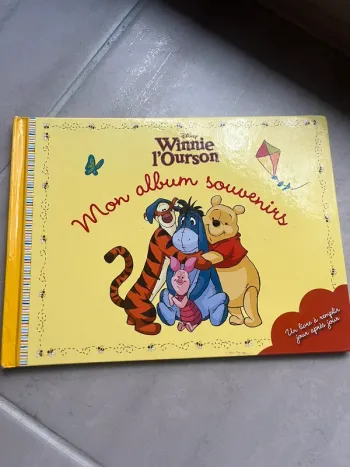 Disney
Winnie
l'Ourson
Mon album souvenirs
Un livre à remplir
jour après jour